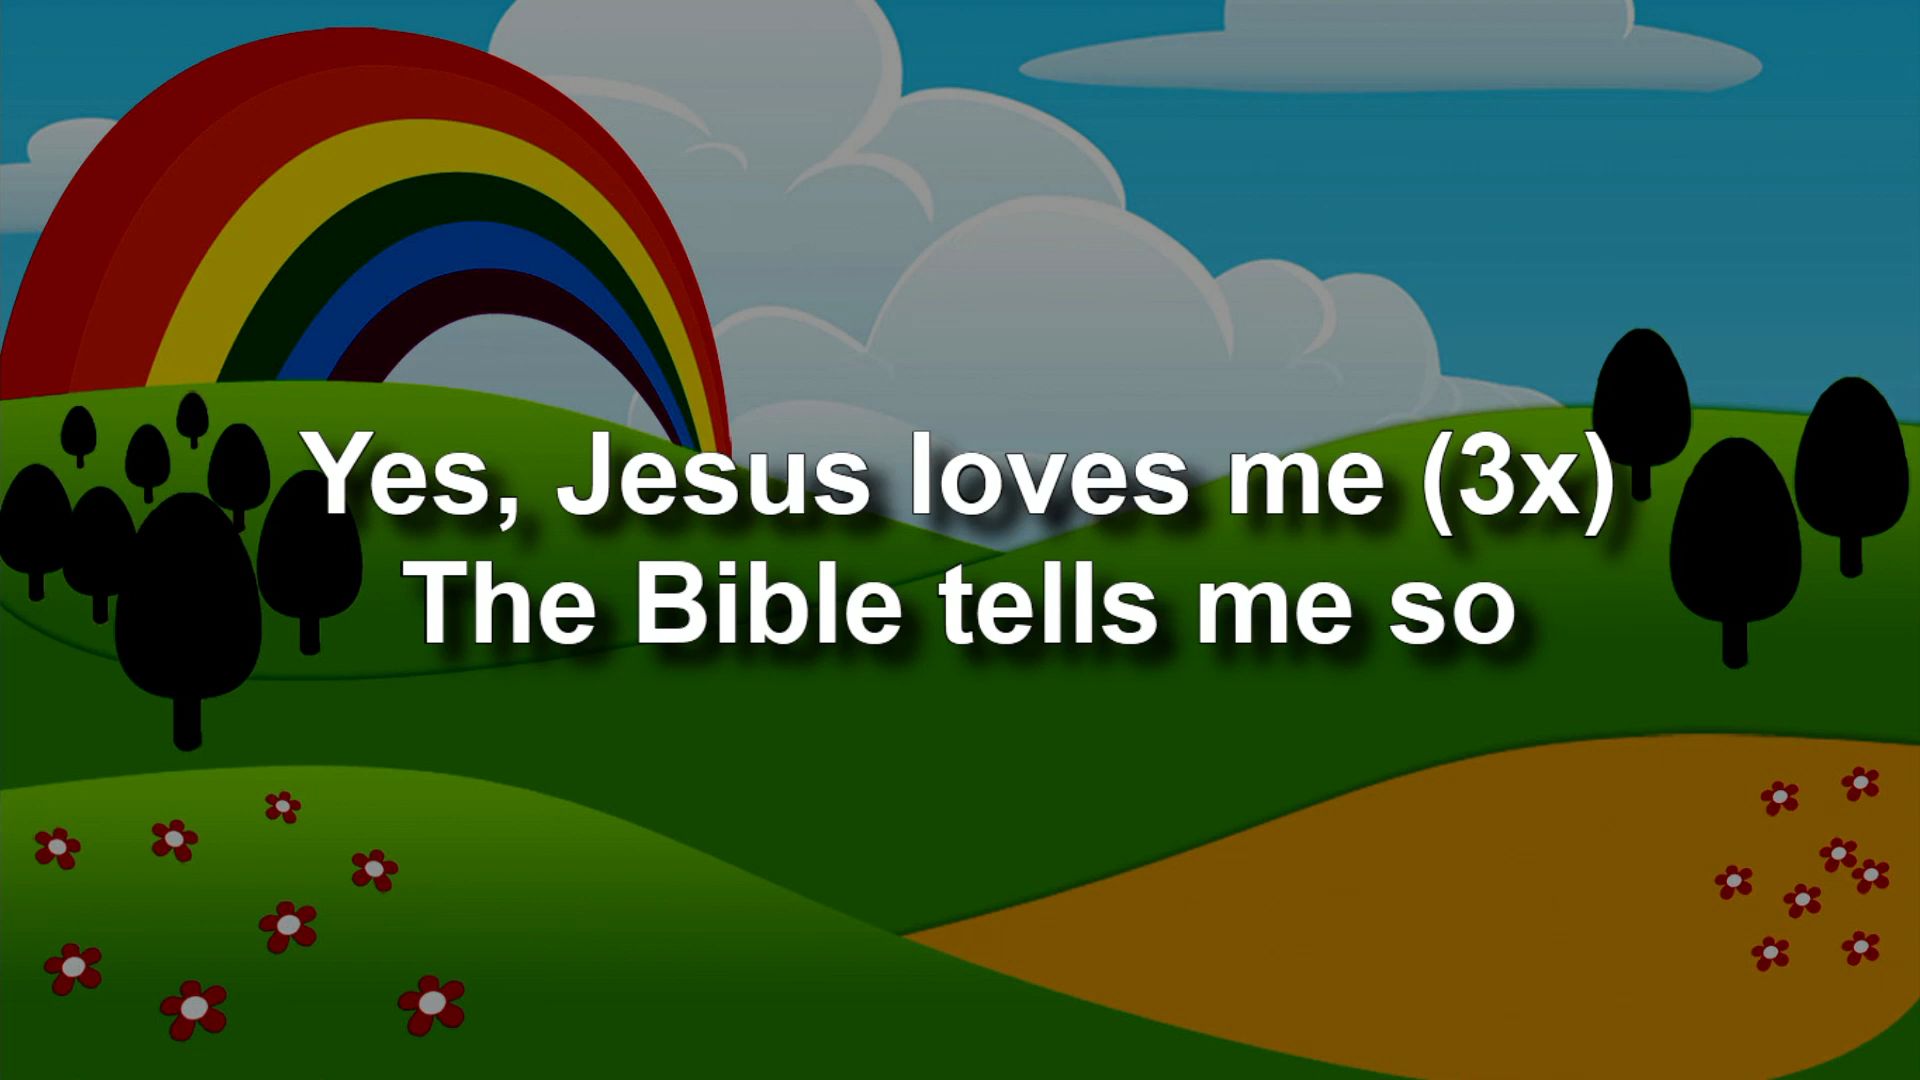 Yes, Jesus loves me (3x)
The Bible tells me so